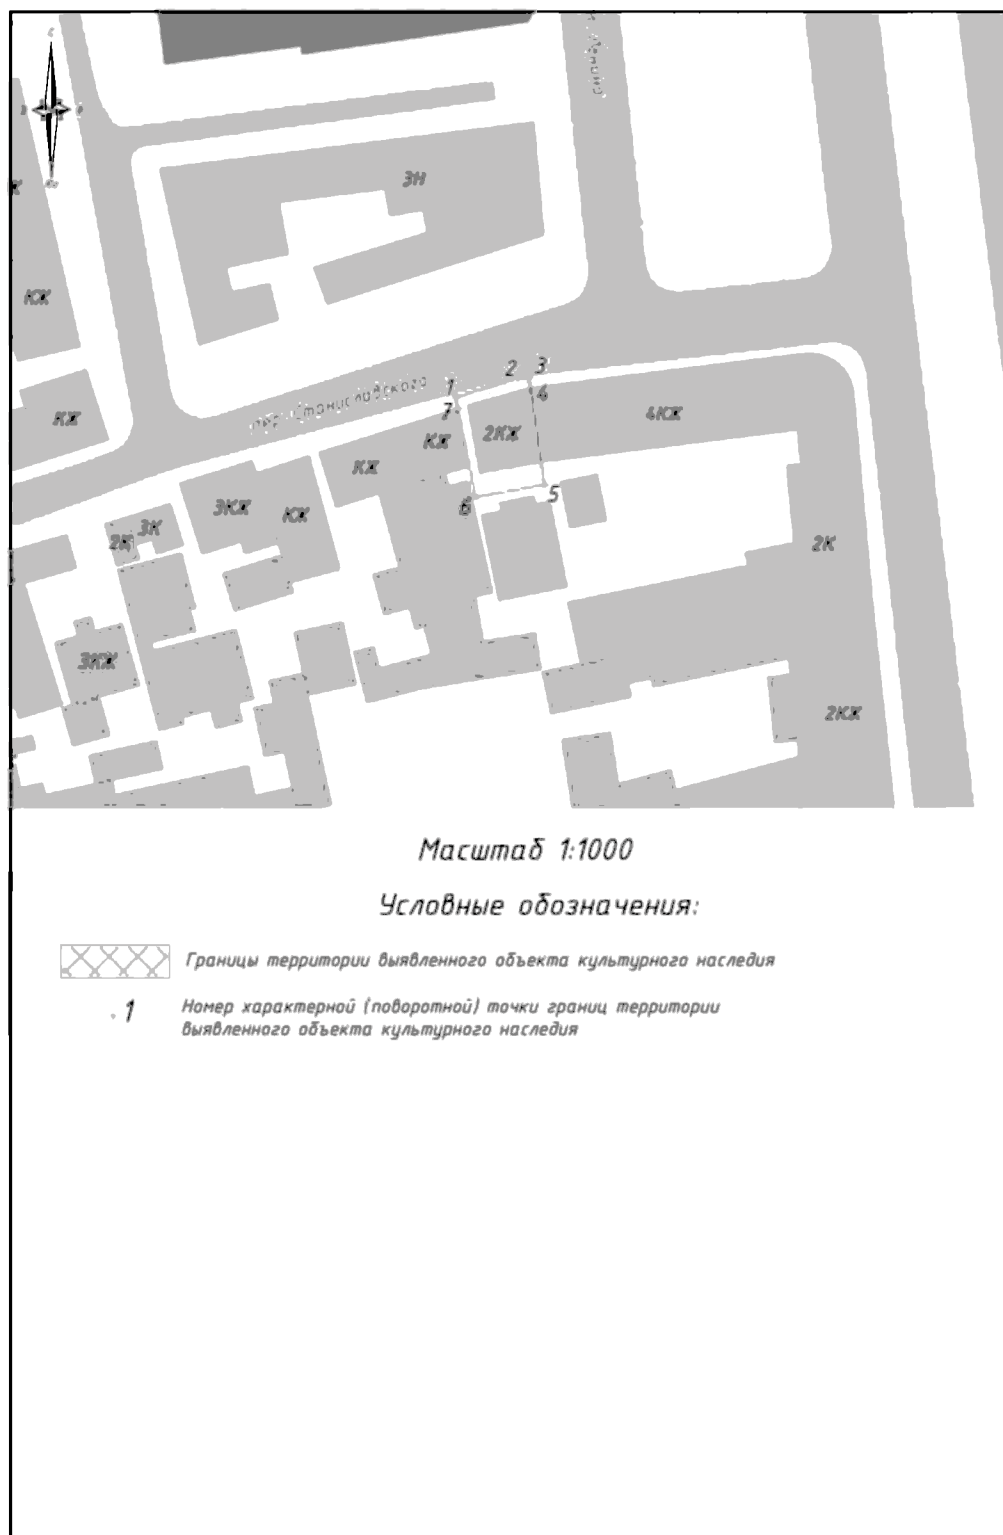 С
3Н
КЖ
пер. Станиславского
1
2
3
4
7
КЖ
КЖ
2КЖ
4КЖ
КЖ
5
6
3КЖ
КЖ
3К
2К
2К
3КЖ
2КЖ
Масштаб 1:1000
Условные обозначения:
Границы территории выявленного объекта культурного наследия
1
Номер характерной (поворотной) точки границ территории
выявленного объекта культурного наследия